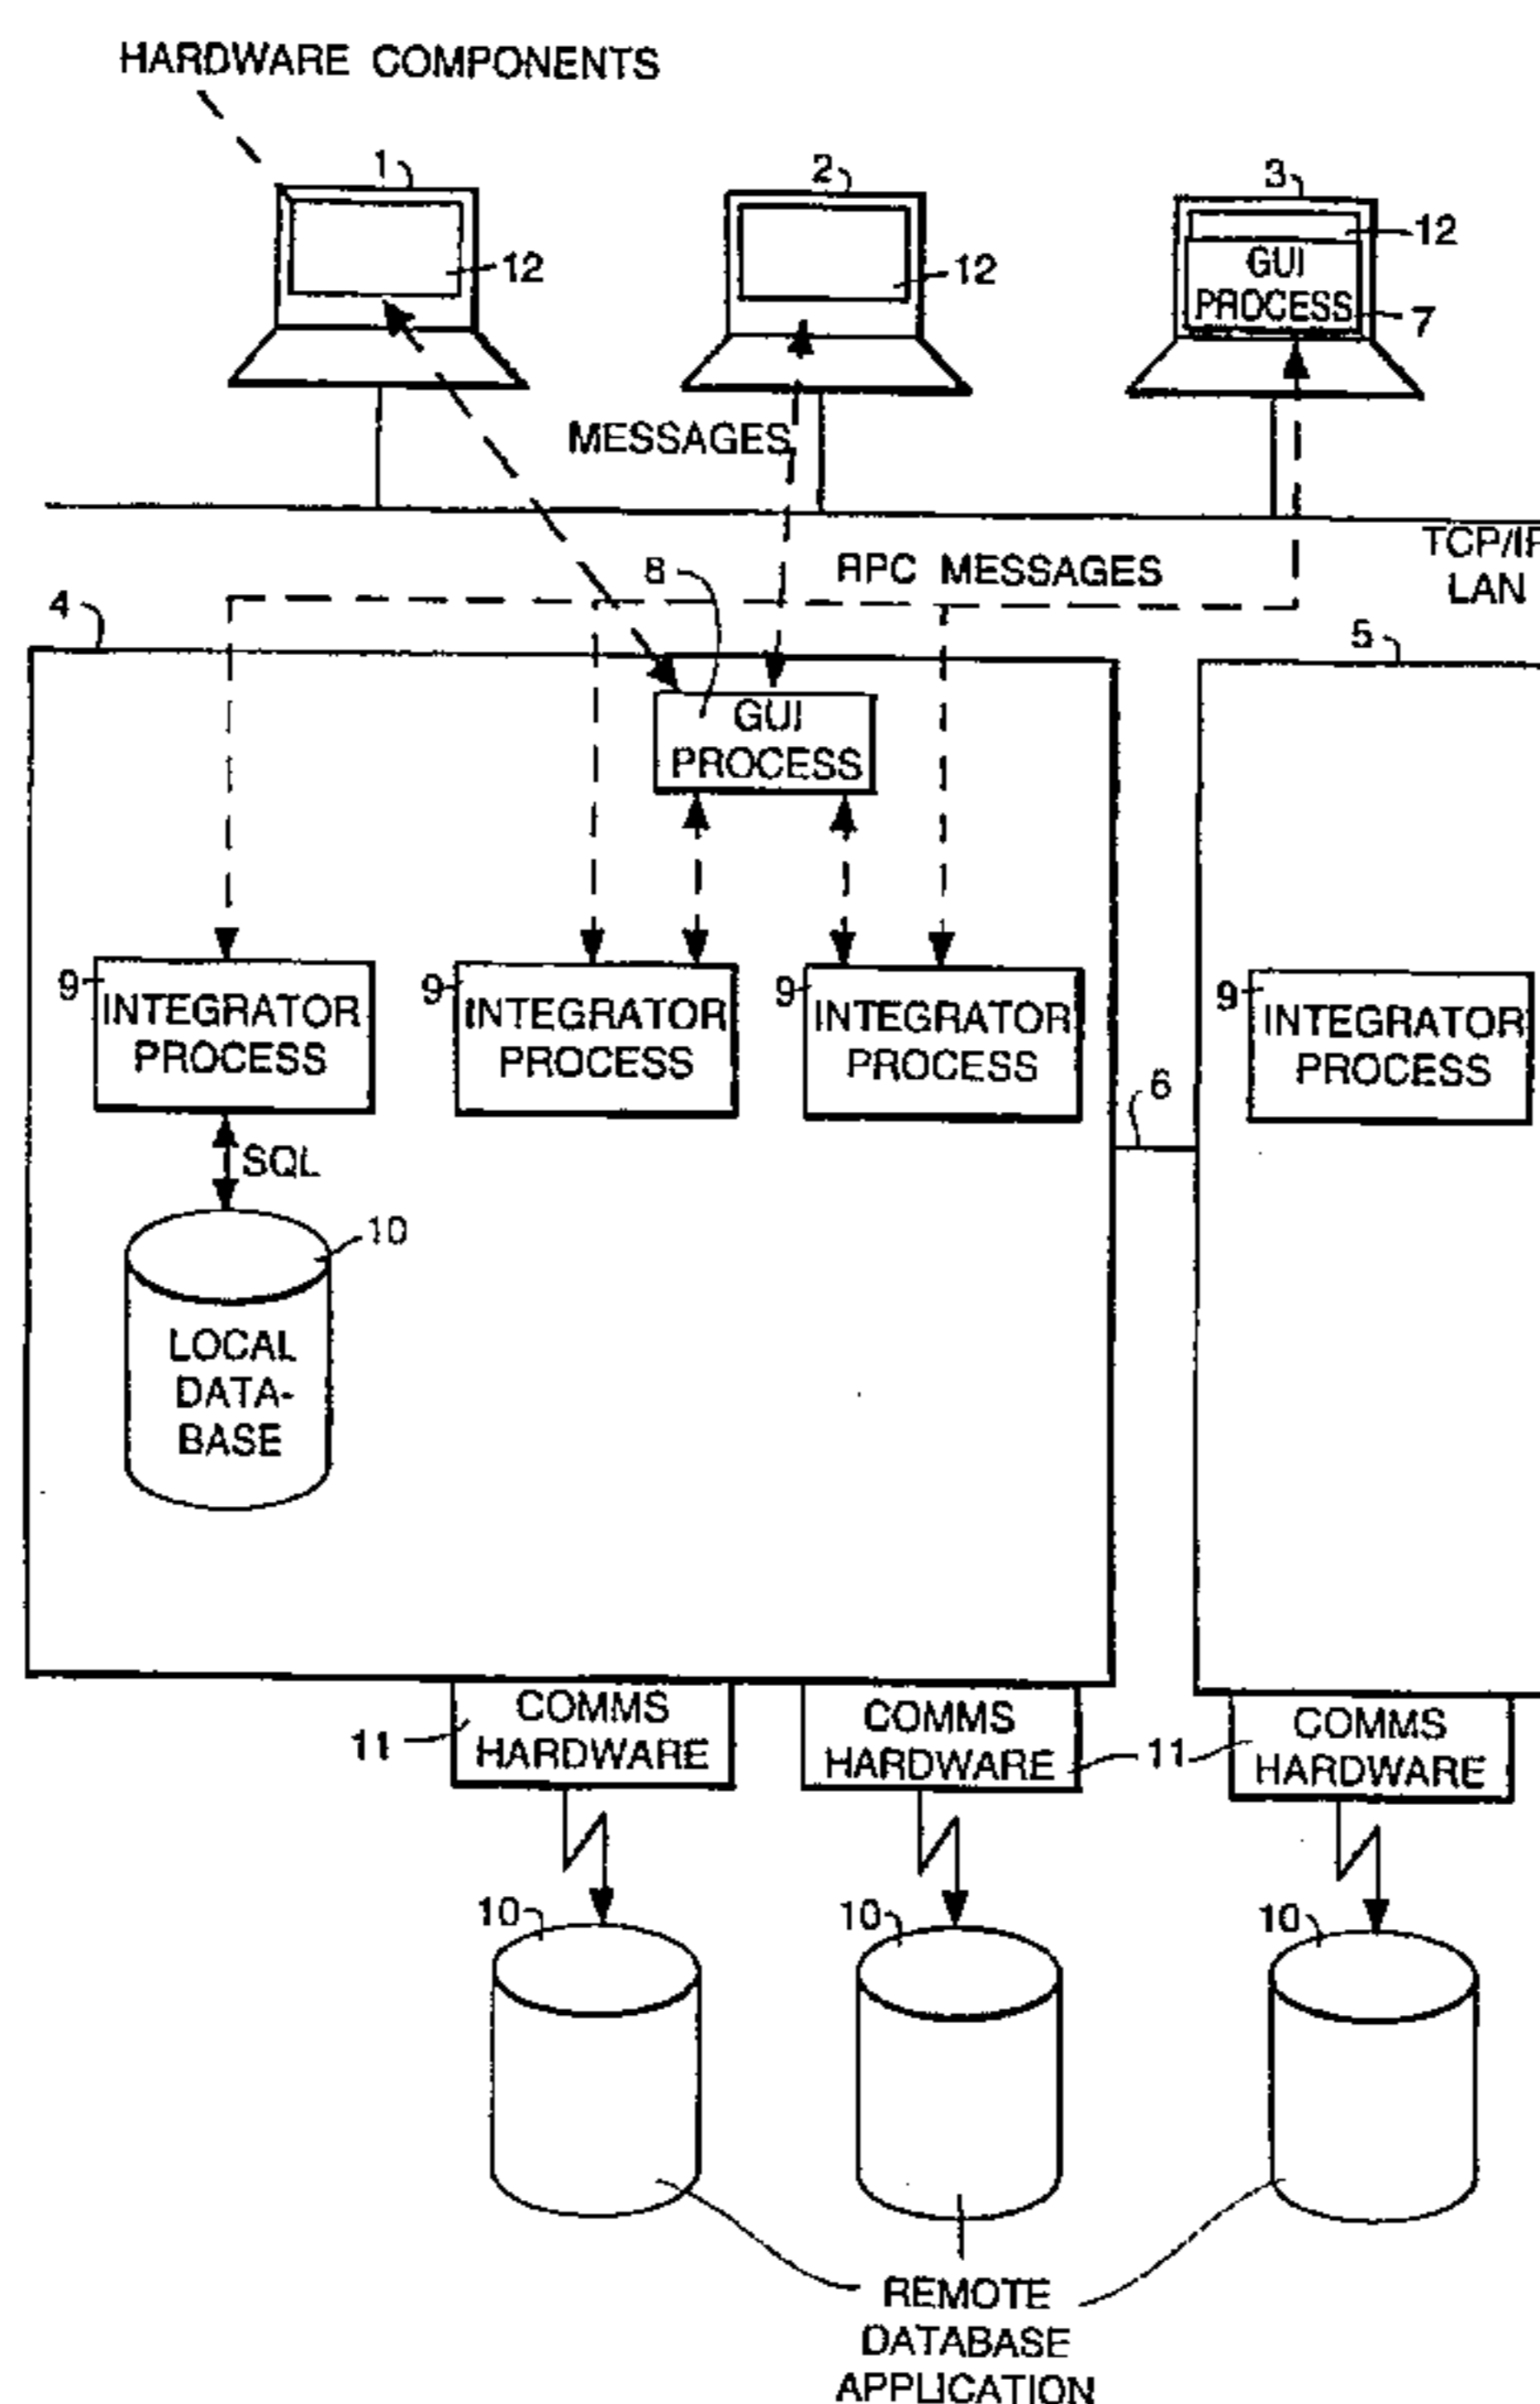 HARDWARE COMPONENTS
1
2
3
12
12
12
GUI
PROCESS
7
MESSAGES
TCP/IP
LAN
RPC MESSAGES
8
4
5
GUI
PROCESS
9
INTEGRATOR
PROCESS
9
INTEGRATOR
PROCESS
9
INTEGRATOR
PROCESS
9
INTEGRATOR
PROCESS
6
SQL
10
LOCAL
DATA-
BASE
11
COMMS
HARDWARE
COMMS
HARDWARE
11
COMMS
HARDWARE
10
10
10
REMOTE
DATABASE
APPLICATION